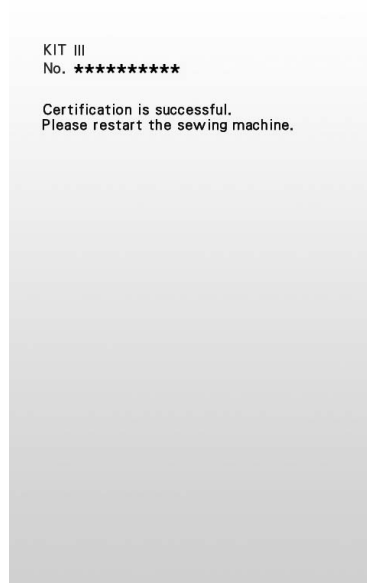 KIT III
No. **********
Certification is successful.
Please restart the sewing machine.